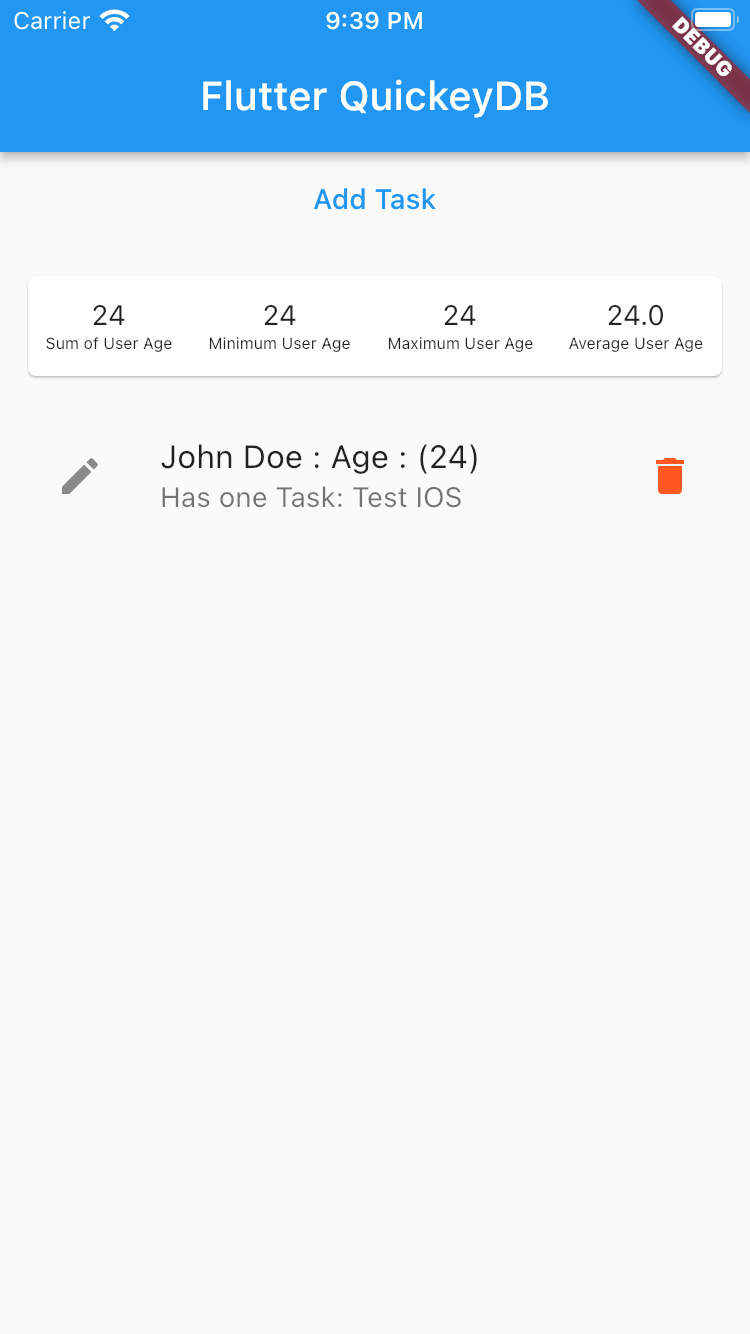 Carrier 9:39 PM
DEBUG
Flutter QuickeyDB
Add Task
24 24 24 24.0
Sum of User Age Minimum User Age Maximum User Age Average User Age
John Doe : Age : (24)
Has one Task: Test IOS